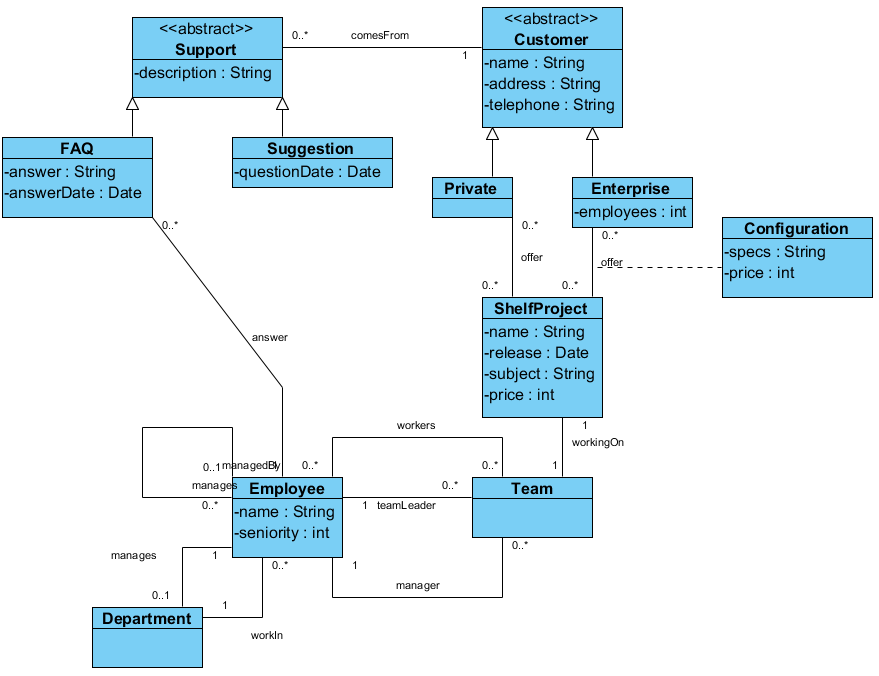 <<abstract>>
Support
-description : String
0..*
comesFrom
1
<<abstract>>
Customer
-name : String
-address : String
-telephone : String
FAQ
-answer : String
-answerDate : Date
Suggestion
-questionDate : Date
Private
Enterprise
-employees : int
Configuration
-specs : String
-price : int
0..*
0..*
0..*
offer
offer
0..*
0..*
ShelfProject
-name : String
-release : Date
-subject : String
-price : int
answer
workers
1
workingOn
0..1
managedBy
1
0..*
0..*
1
manages
0..*
Employee
-name : String
-seniority : int
0..*
1
teamLeader
Team
manages
1
0..*
1
manager
0..*
0..1
1
workIn
Department